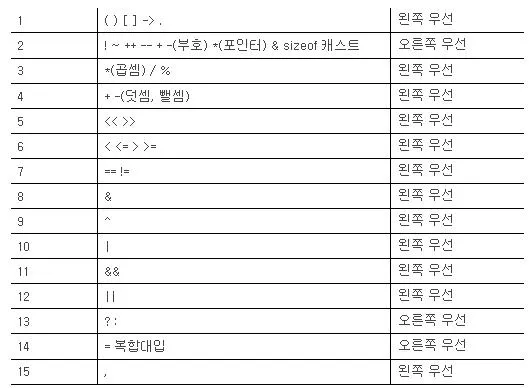 1 ( ) [ ] -> . 왼쪽 우선
2 ! ~ ++ -- + -(부호) *(포인터) & sizeof 캐스트 오른쪽 우선
3 *(곱셈) / % 왼쪽 우선
4 + -(덧셈, 뺄셈) 왼쪽 우선
5 << >> 왼쪽 우선
6 < <= > >= 왼쪽 우선
7 == != 왼쪽 우선
8 & 왼쪽 우선
9 ^ 왼쪽 우선
10 | 왼쪽 우선
11 && 왼쪽 우선
12 || 왼쪽 우선
13 ? : 오른쪽 우선
14 = 복합대입 오른쪽 우선
15 , 왼쪽 우선